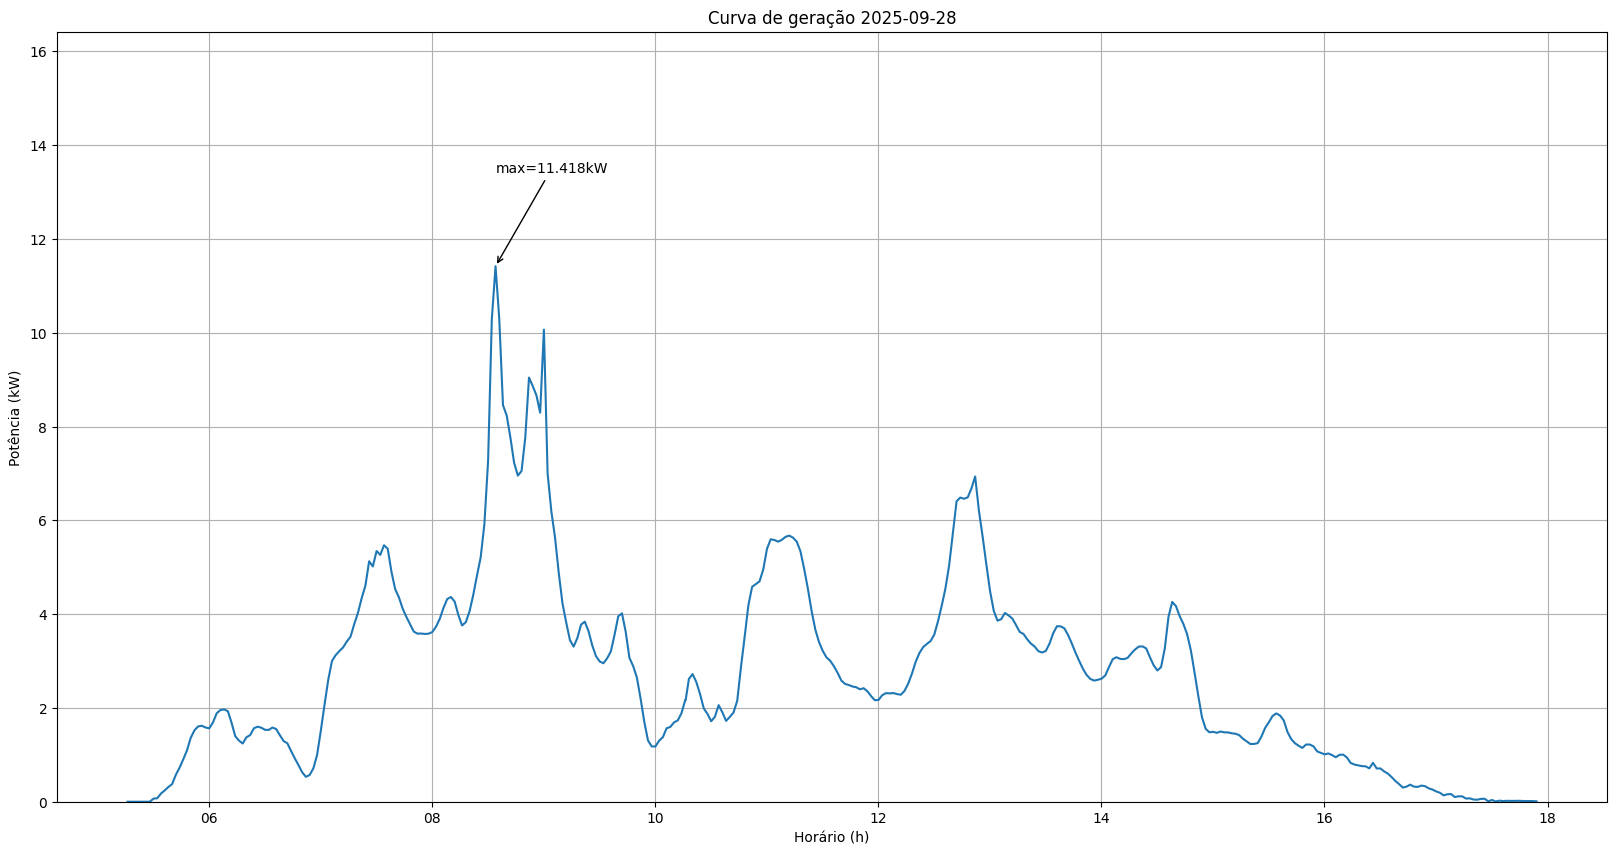 Curva de geração 2025-09-28
16
14
12
10
8
6
4
2
0
Potência (kW)
max=11.418kW
06 08 10 12 14 16 18
Horário (h)